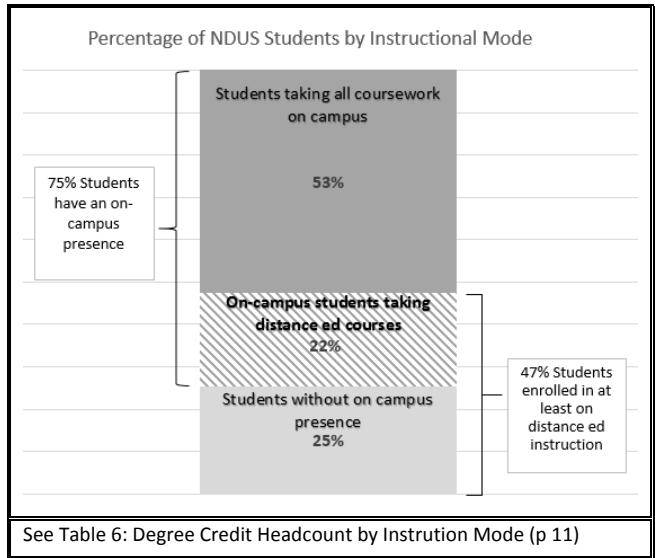 Percentage of NDUS Students by Instructional Mode
Students taking all coursework
on campus
53%
75% Students
have an on-
campus
presence
On-campus students taking
distance ed courses
22%
Students without on campus
presence
25%
47% Students
enrolled in at
least on
distance ed
instruction
See Table 6: Degree Credit Headcount by Instrution Mode (p 11)